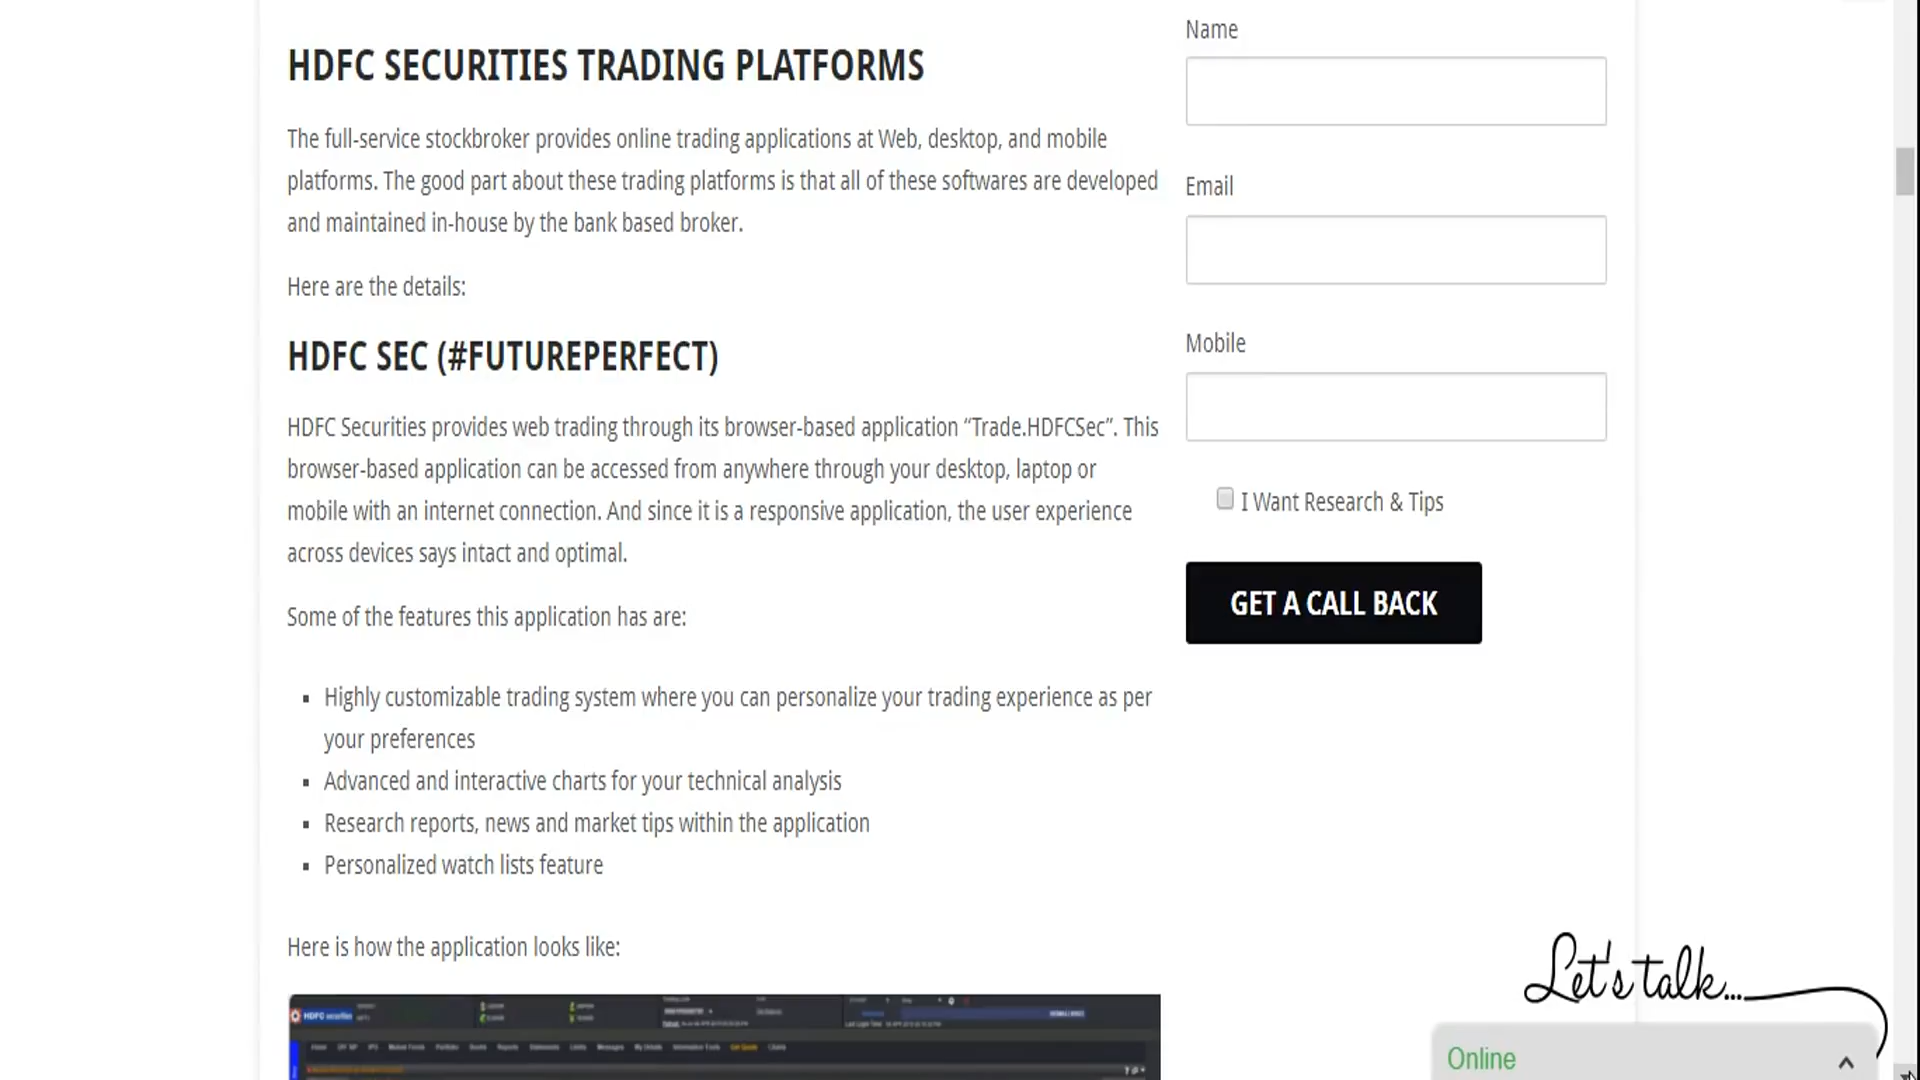 HDFC SECURITIES TRADING PLATFORMS
The full-service stockbroker provides online trading applications at Web, desktop, and mobile
platforms. The good part about these trading platforms is that all of these softwares are developed
and maintained in-house by the bank based broker.
Here are the details:
HDFC SEC (#FUTUREPERFECT)
HDFC Securities provides web trading through its browser-based application “Trade.HDFCSec”. This
browser-based application can be accessed from anywhere through your desktop, laptop or
mobile with an internet connection. And since it is a responsive application, the user experience
across devices says intact and optimal.
Some of the features this application has are:
▪ Highly customizable trading system where you can personalize your trading experience as per
your preferences
▪ Advanced and interactive charts for your technical analysis
▪ Research reports, news and market tips within the application
▪ Personalized watch lists feature
Here is how the application looks like:
HDFC securities
Name
Email
Mobile
I Want Research & Tips
GET A CALL BACK
Let's talk...
Online